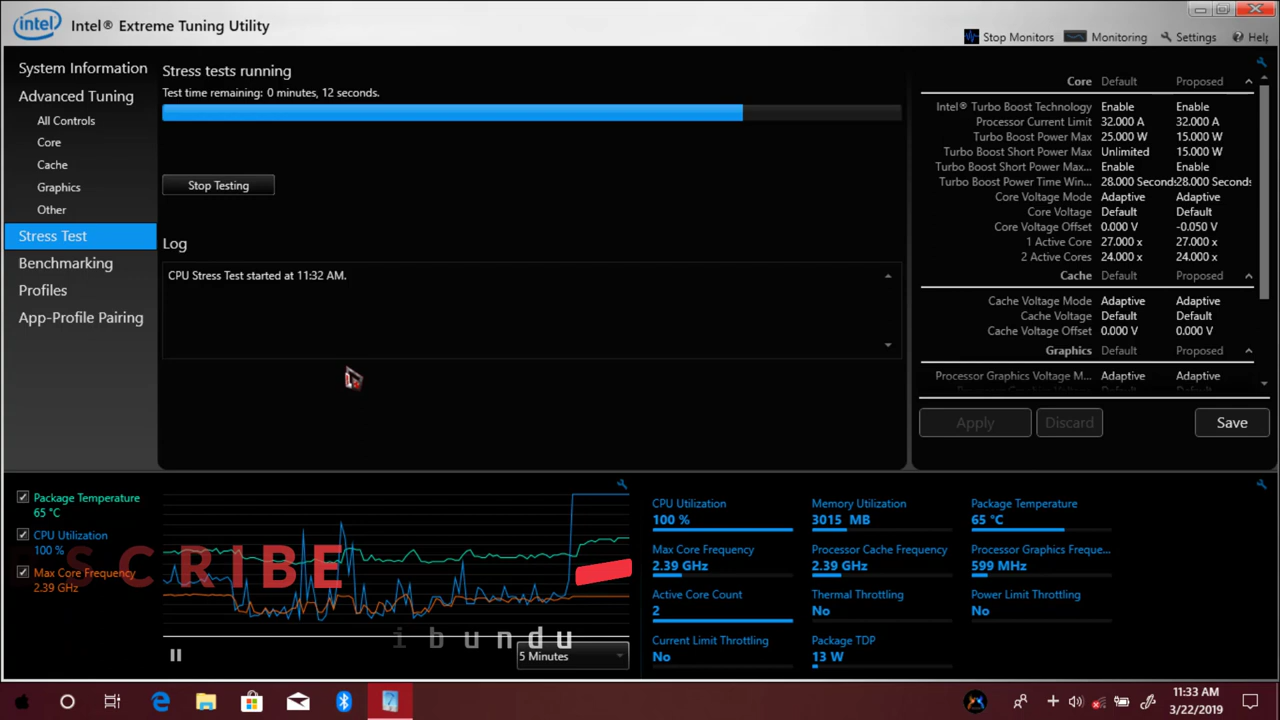 intel
Intel® Extreme Tuning Utility
Stop Monitors
Monitoring
Settings
Help
System Information
Advanced Tuning
All Controls
Core
Cache
Graphics
Other
Stress Test
Benchmarking
Profiles
App-Profile Pairing
Stress tests running
Test time remaining: 0 minutes, 12 seconds.
Stop Testing
Log
CPU Stress Test started at 11:32 AM.
Core Default Proposed
Intel® Turbo Boost Technology Enable Enable
Processor Current Limit 32.000 A 32.000 A
Turbo Boost Power Max 25.000 W 15.000 W
Turbo Boost Short Power Max Unlimited 15.000 W
Turbo Boost Short Power Max... Enable Enable
Turbo Boost Power Time Win... 28.000 Seconds 28.000 Seconds
Core Voltage Mode Adaptive Adaptive
Core Voltage Default Default
Core Voltage Offset 0.000 V -0.050 V
1 Active Core 27.000 x 27.000 x
2 Active Cores 24.000 x 24.000 x
Cache Default Proposed
Cache Voltage Mode Adaptive Adaptive
Cache Voltage Default Default
Cache Voltage Offset 0.000 V 0.000 V
Graphics Default Proposed
Processor Graphics Voltage M... Adaptive Adaptive
Apply
Discard
Save
Package Temperature
65 °C
CPU Utilization
100 %
Max Core Frequency
2.39 GHz
SCRIBE
ibundu
5 Minutes
CPU Utilization
100 %
Memory Utilization
3015 MB
Package Temperature
65 °C
Max Core Frequency
2.39 GHz
Processor Cache Frequency
2.39 GHz
Processor Graphics Freque...
599 MHz
Active Core Count
2
Thermal Throttling
No
Power Limit Throttling
No
Current Limit Throttling
No
Package TDP
13 W
11:33 AM
3/22/2019